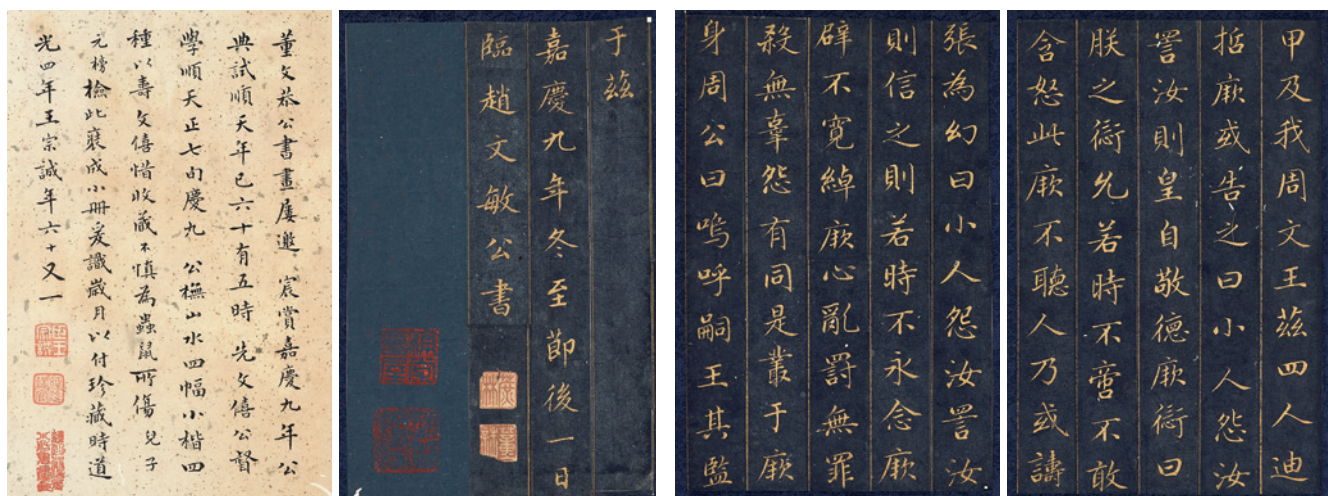 甲及我周文王茲四人迪
哲厥或告之曰小人怨汝
詈汝則皇自敬德厥愆曰
朕之愆允若時不啻不敢
含怒此厥不聽人乃或譸
張為幻曰小人怨汝詈汝
則信之則若時不永念厥
辟不寬綽厥心亂罰無罪
殺無辜怨有同是叢于厥
身周公曰嗚呼嗣王其監
于茲
嘉慶九年冬至節後一日
臨趙文敏公書
董文恭公書畫屢邀 宸賞嘉慶九年公
典試順天年已六十有五時 先文僖公督
學順天正七旬慶九 公橅山水四幅小楷四
種以壽文僖惜收藏不慎為蟲鼠所傷 兒子
元榜檢此裒成小冊爰識歲月以付珍藏時道
光四年王宗誠年六十又一